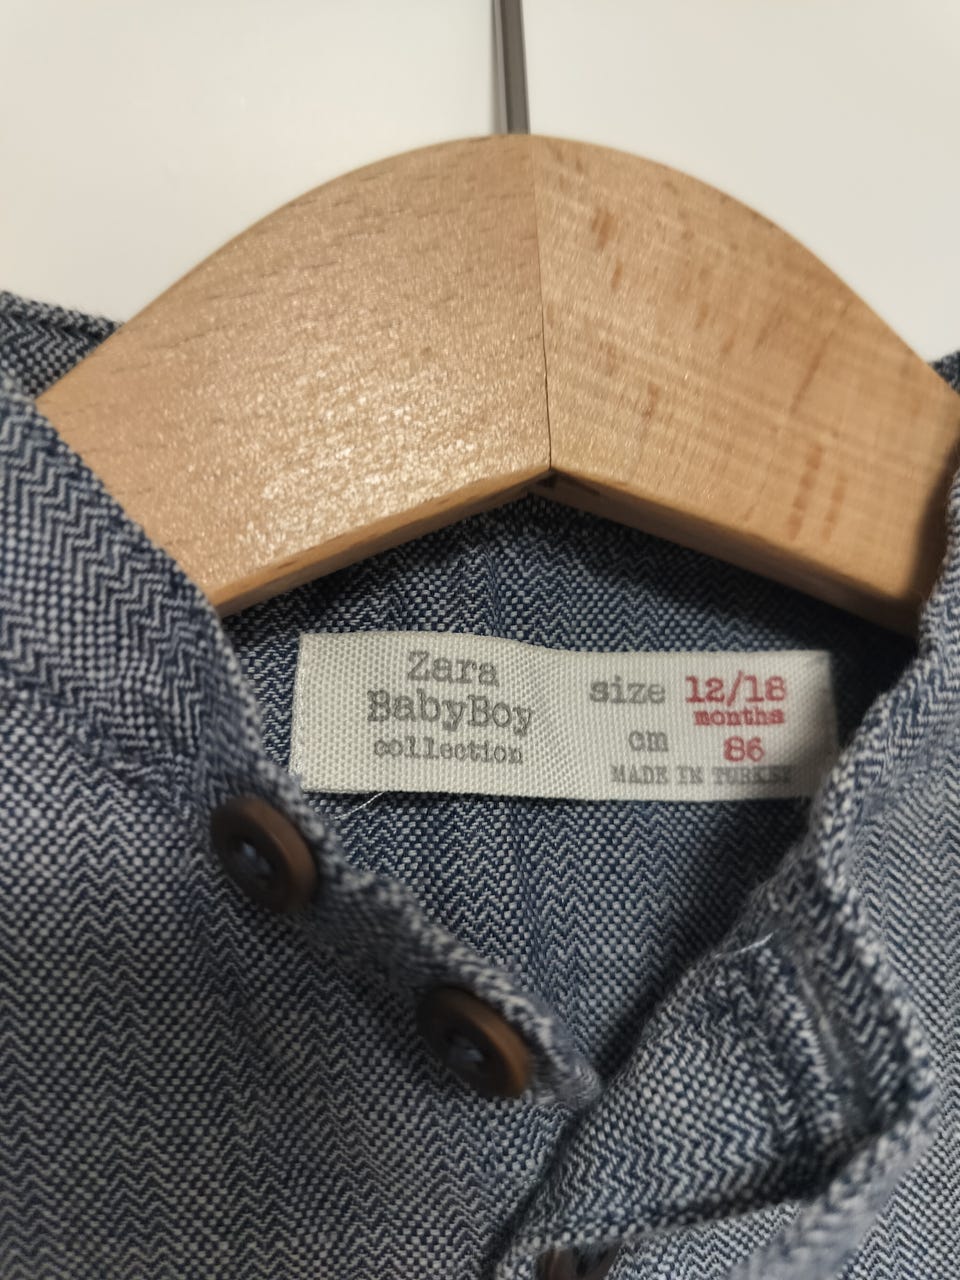 Zara
BabyBoy
collection
size 12/18
months
cm 86
MADE IN TURKEY